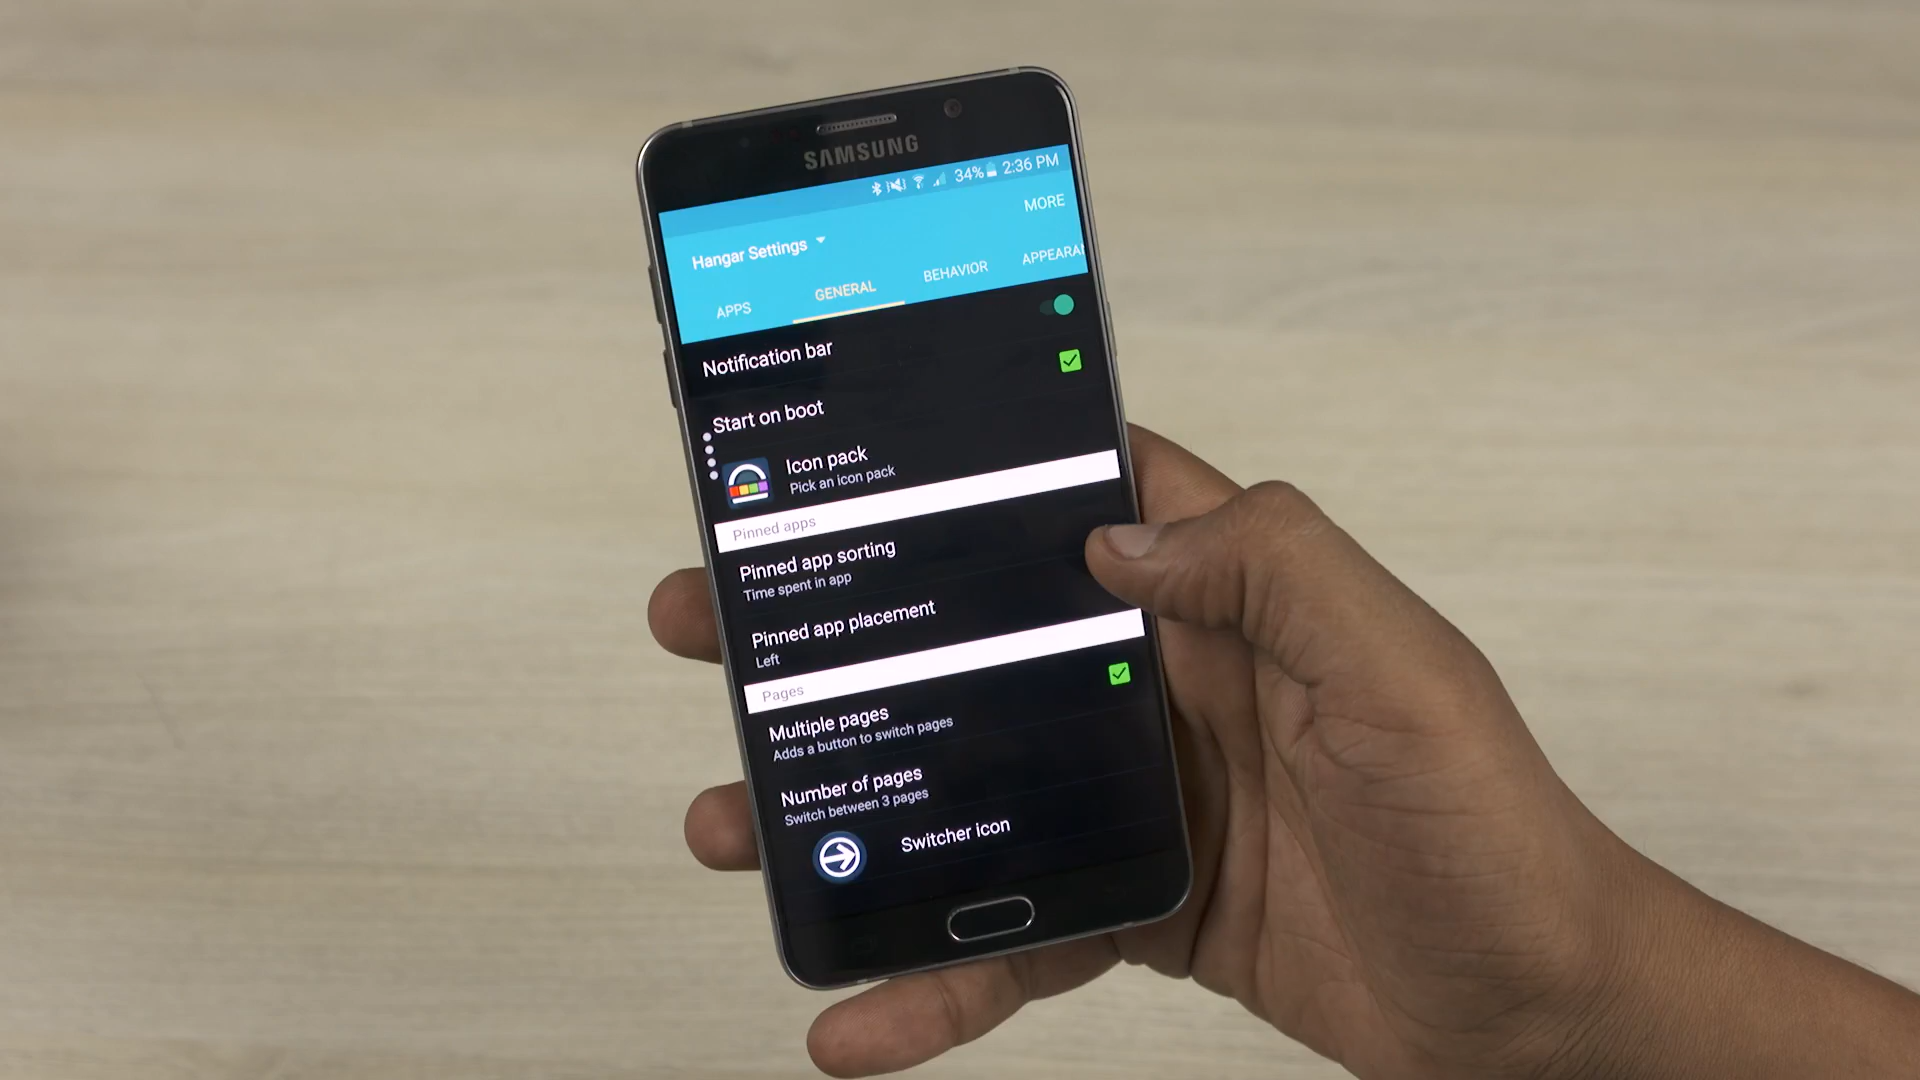 SAMSUNG
34% 2:36 PM
MORE
Hangar Settings
APPS GENERAL BEHAVIOR APPEARAN
Notification bar
Start on boot
Icon pack
Pick an icon pack
Pinned apps
Pinned app sorting
Time spent in app
Pinned app placement
Left
Pages
Multiple pages
Adds a button to switch pages
Number of pages
Switch between 3 pages
Switcher icon